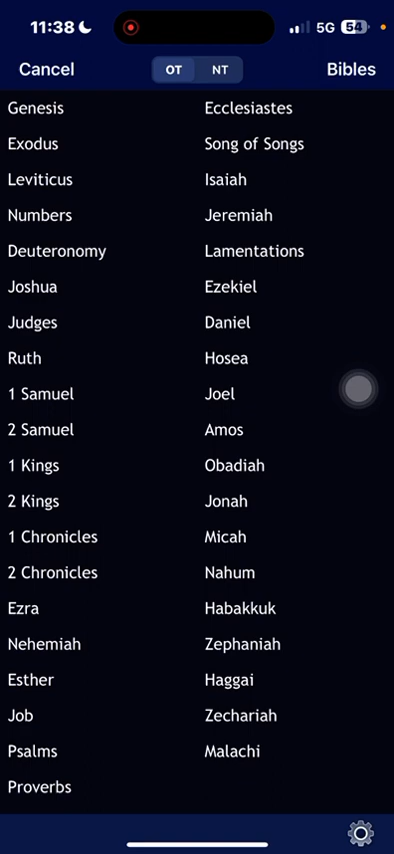 11:38
5G
54
Cancel
OT
NT
Bibles
Genesis
Exodus
Leviticus
Numbers
Deuteronomy
Joshua
Judges
Ruth
1 Samuel
2 Samuel
1 Kings
2 Kings
1 Chronicles
2 Chronicles
Ezra
Nehemiah
Esther
Job
Psalms
Proverbs
Ecclesiastes
Song of Songs
Isaiah
Jeremiah
Lamentations
Ezekiel
Daniel
Hosea
Joel
Amos
Obadiah
Jonah
Micah
Nahum
Habakkuk
Zephaniah
Haggai
Zechariah
Malachi